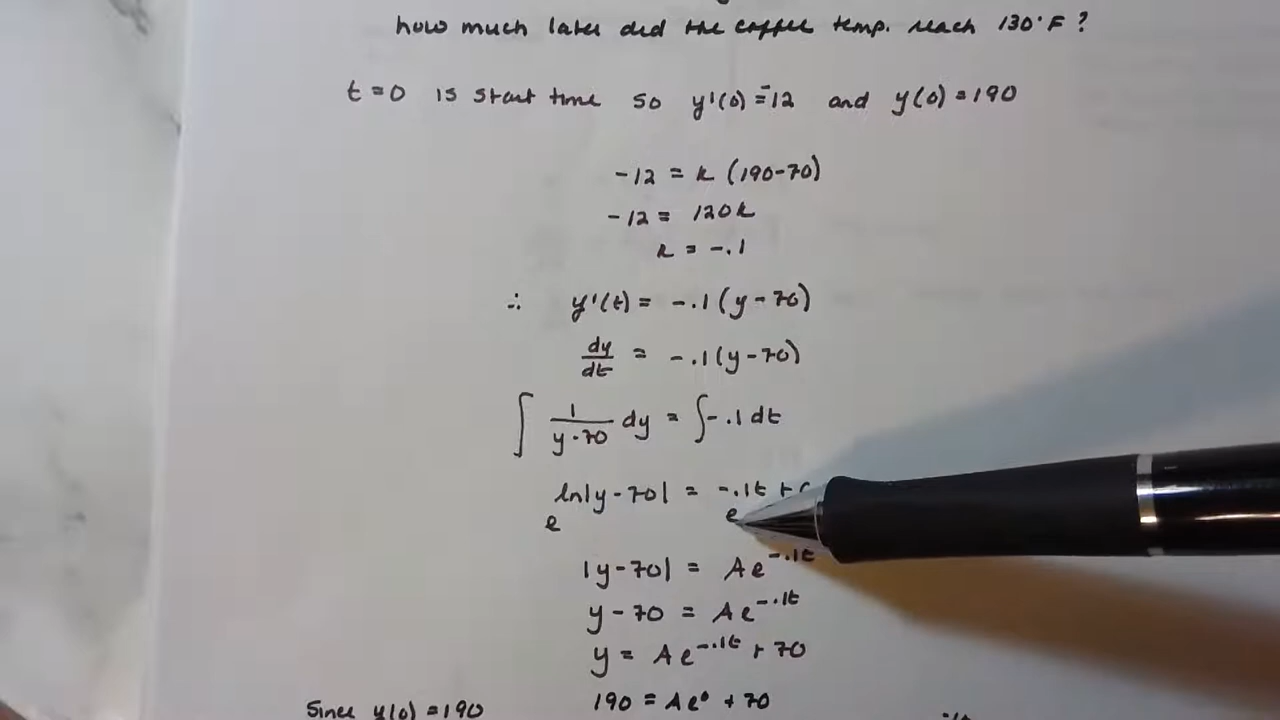 how much later did the coffee temp. reach 130°F?
t=0 is start time so y'(0) = -12 and y(0) = 190
-12 = k (190-70)
-12 = 120k
k = -.1
∴ y'(t) = -.1(y-70)
dy/dt = -.1(y-70)
∫ 1/(y-70) dy = ∫-.1 dt
ln|y-70| = -.1t +
e e
|y-70| = Ae^-.1t
y-70 = Ae^-.1t
y = Ae^-.1t + 70
Since y(0) = 190 190 = Ae^0 + 70